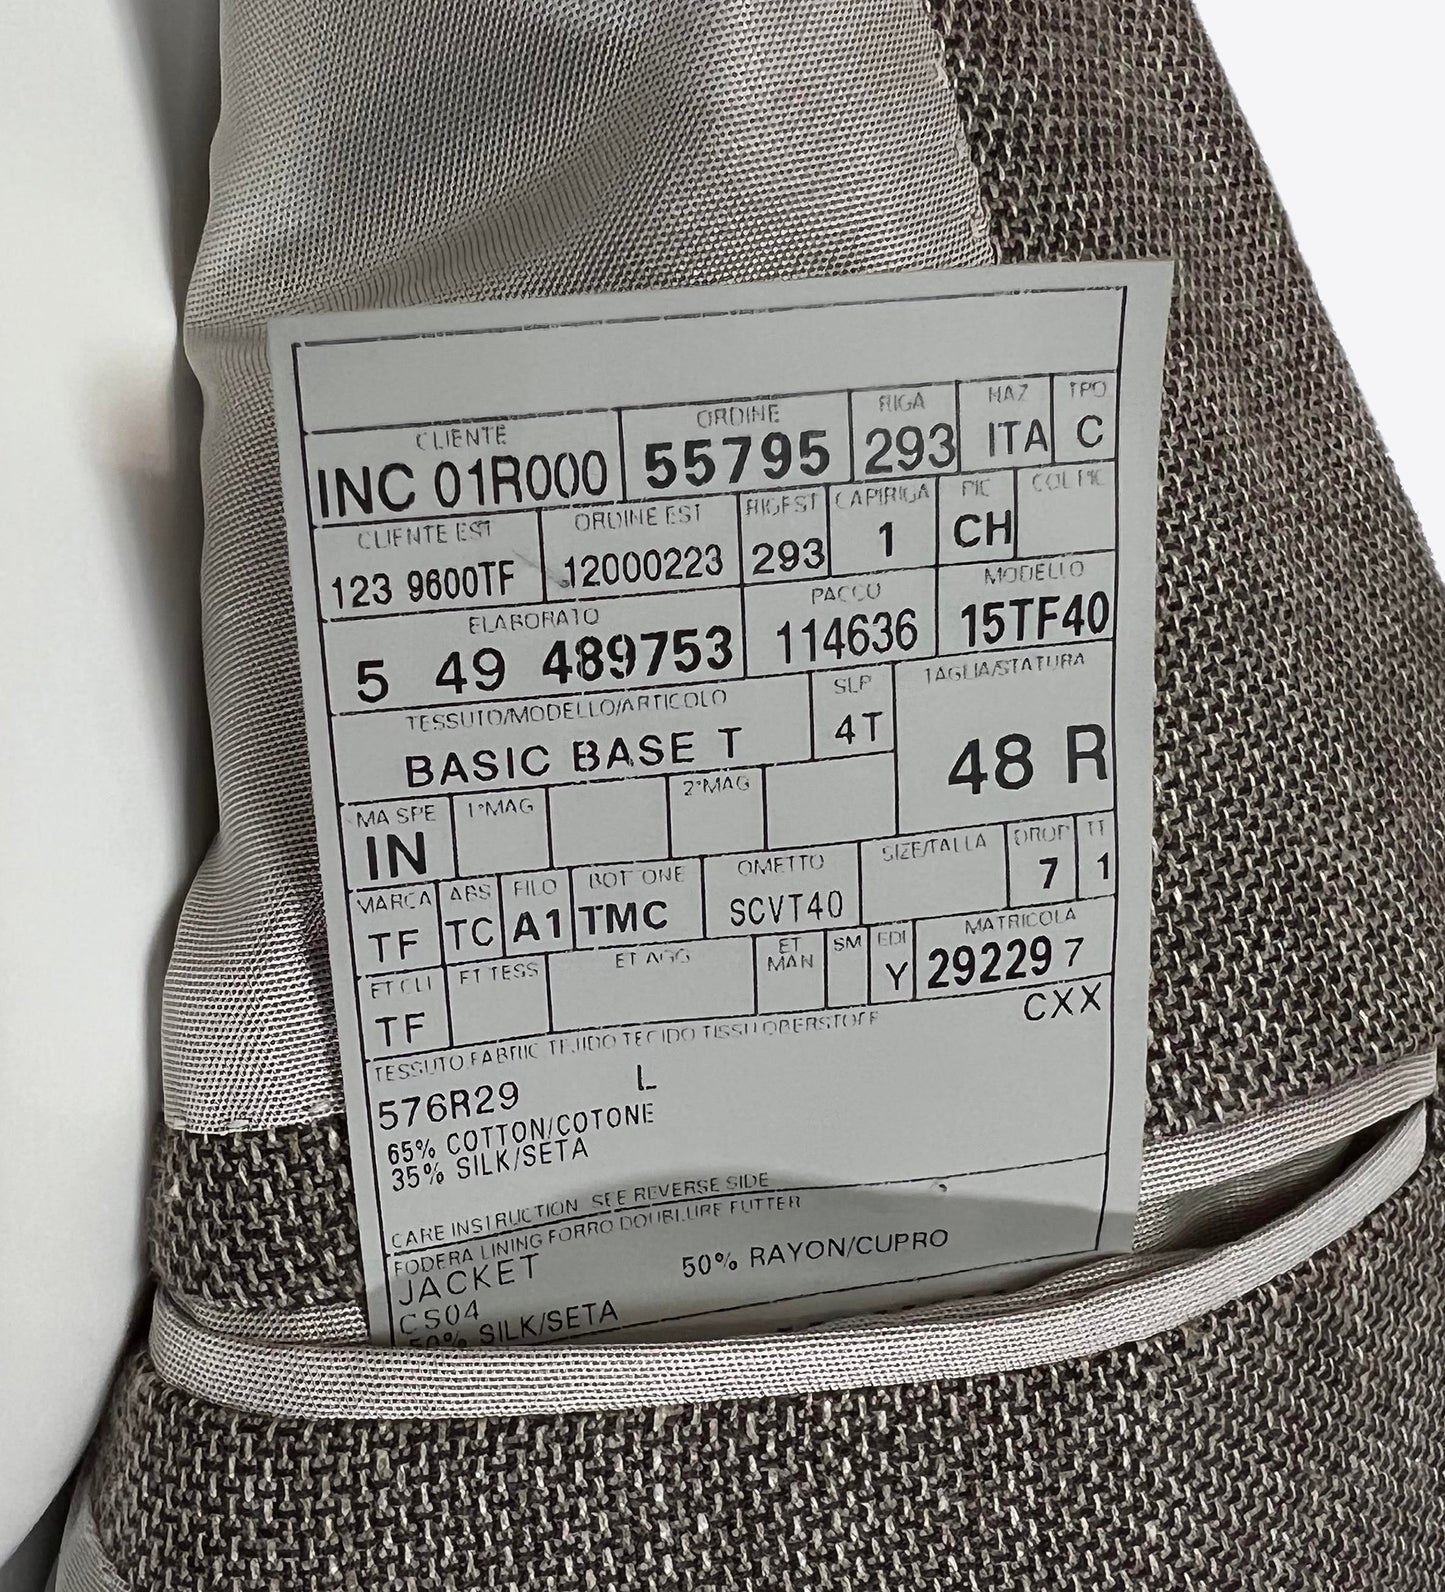 CLIENTE ORDINE RIGA NAZ TPO
INC 01R000 55795 293 ITA C
CLIENTE EST ORDINE EST RIGEST CAPIRIGA PIC COL PIC
123 9600TF 12000223 293 1 CH
ELABORATO PACCO MODELLO
5 49 489753 114636 15TF40
TESSUTO/MODELLO/ARTICOLO SLP TAGLIA/STATURA
BASIC BASE T 4T 48 R
MA SPE 1°MAG 2°MAG
IN
MARCA ABS FILO BOTTONE OMETTO SIZE/TALLA DROP TT
TF TC A1 TMC SCVT40 7 1
ET CLI ET TESS ET AGG ET MAN SM EDI MATRICOLA
TF Y 292297
TESSUTO FABRIC TEJIDO TECIDO TISSU OBERSTOFF CXX
576R29 L
65% COTTON/COTONE
35% SILK/SETA
CARE INSTRUCTION SEE REVERSE SIDE
FODERA LINING FORRO DOUBLURE FUTTER
JACKET 50% RAYON/CUPRO
CS04
50% SILK/SETA